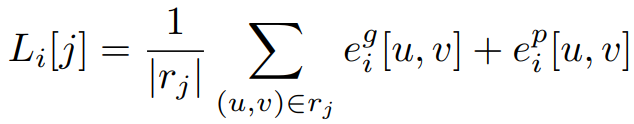 L_i[j] = \frac{1}{|r_j|} \sum_{(u,v) \in r_j} e_i^g[u, v] + e_i^p[u, v]